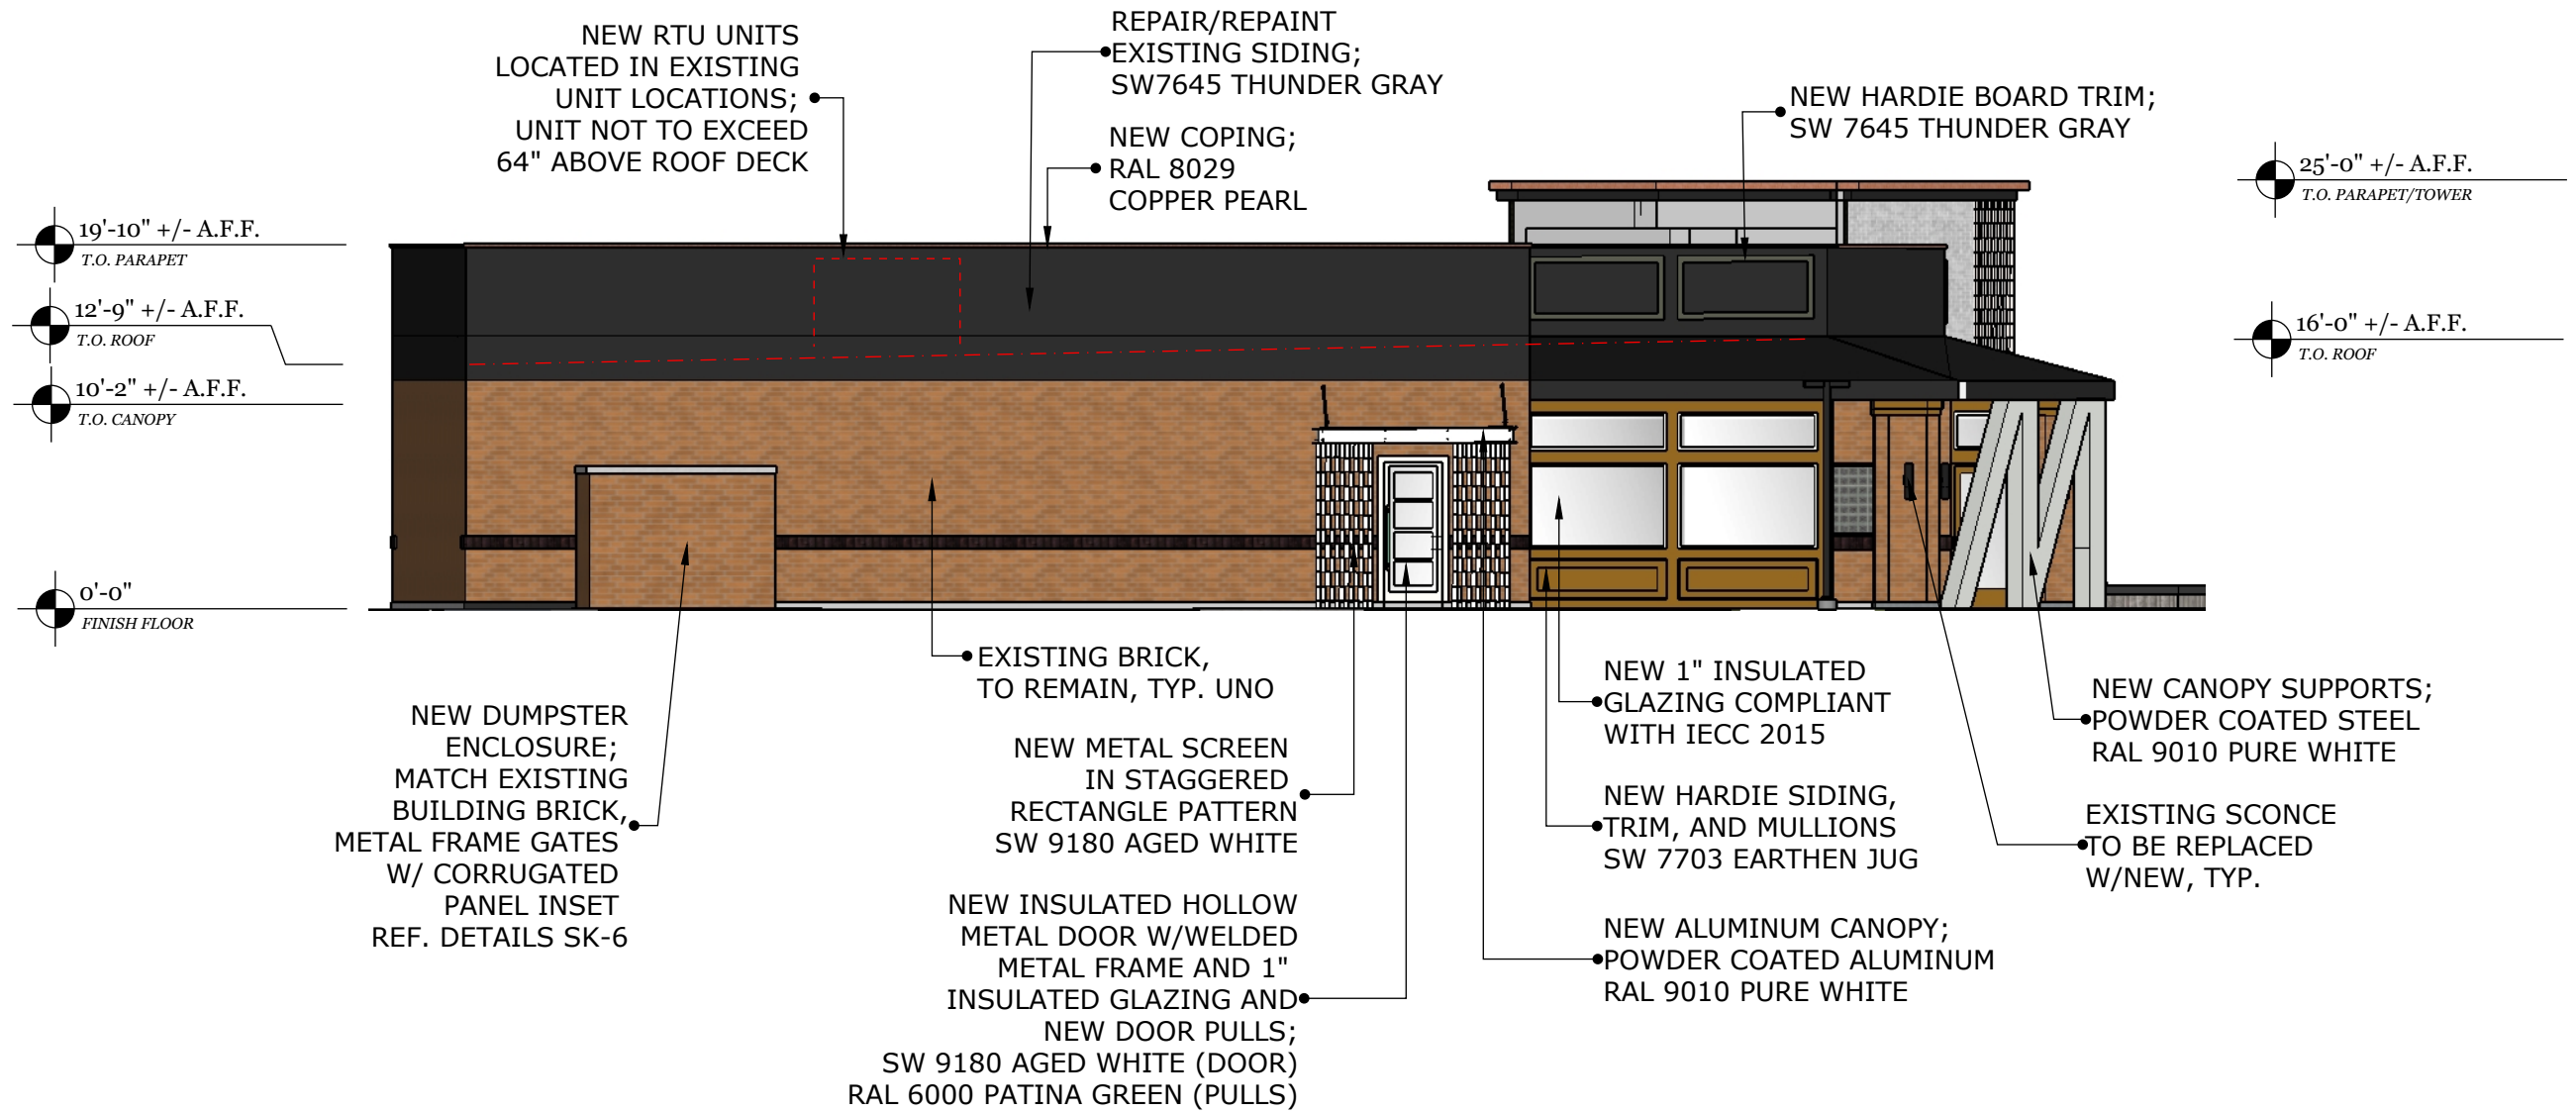 NEW RTU UNITS
LOCATED IN EXISTING
UNIT LOCATIONS;
UNIT NOT TO EXCEED
64" ABOVE ROOF DECK
REPAIR/REPAINT
EXISTING SIDING;
SW7645 THUNDER GRAY
NEW COPING;
RAL 8029
COPPER PEARL
NEW HARDIE BOARD TRIM;
SW 7645 THUNDER GRAY
25'-0" +/- A.F.F.
T.O. PARAPET/TOWER
16'-0" +/- A.F.F.
T.O. ROOF
19'-10" +/- A.F.F.
T.O. PARAPET
12'-9" +/- A.F.F.
T.O. ROOF
10'-2" +/- A.F.F.
T.O. CANOPY
0'-0"
FINISH FLOOR
NEW DUMPSTER
ENCLOSURE;
MATCH EXISTING
BUILDING BRICK,
METAL FRAME GATES
W/ CORRUGATED
PANEL INSET
REF. DETAILS SK-6
EXISTING BRICK,
TO REMAIN, TYP. UNO
NEW METAL SCREEN
IN STAGGERED
RECTANGLE PATTERN
SW 9180 AGED WHITE
NEW INSULATED HOLLOW
METAL DOOR W/WELDED
METAL FRAME AND 1"
INSULATED GLAZING AND
NEW DOOR PULLS;
SW 9180 AGED WHITE (DOOR)
RAL 6000 PATINA GREEN (PULLS)
NEW 1" INSULATED
GLAZING COMPLIANT
WITH IECC 2015
NEW HARDIE SIDING,
TRIM, AND MULLIONS
SW 7703 EARTHEN JUG
NEW ALUMINUM CANOPY;
POWDER COATED ALUMINUM
RAL 9010 PURE WHITE
NEW CANOPY SUPPORTS;
POWDER COATED STEEL
RAL 9010 PURE WHITE
EXISTING SCONCE
TO BE REPLACED
W/NEW, TYP.